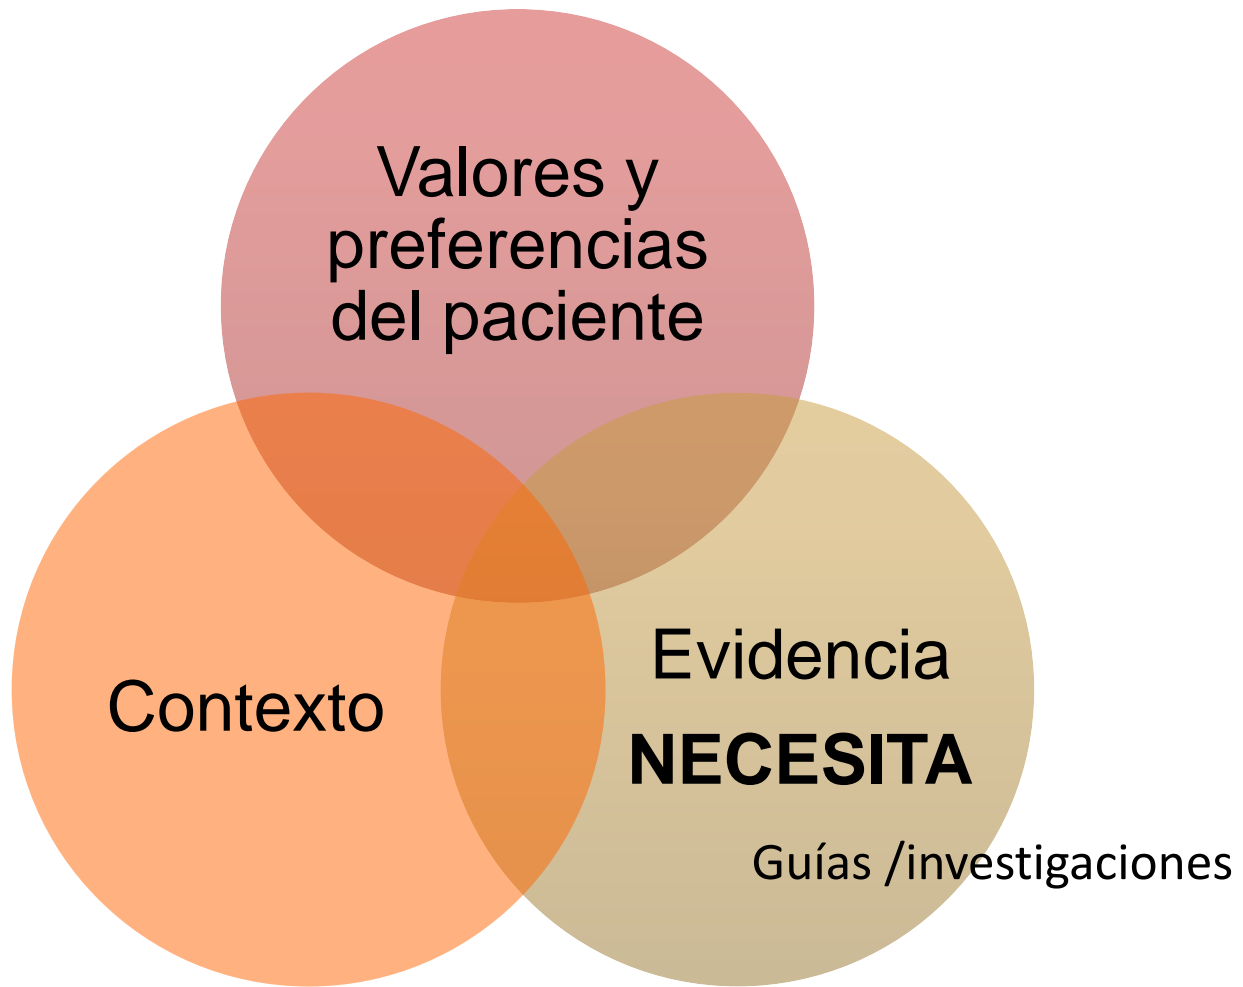 Valores y
preferencias
del paciente
Contexto
Evidencia
NECESITA
Guías /investigaciones